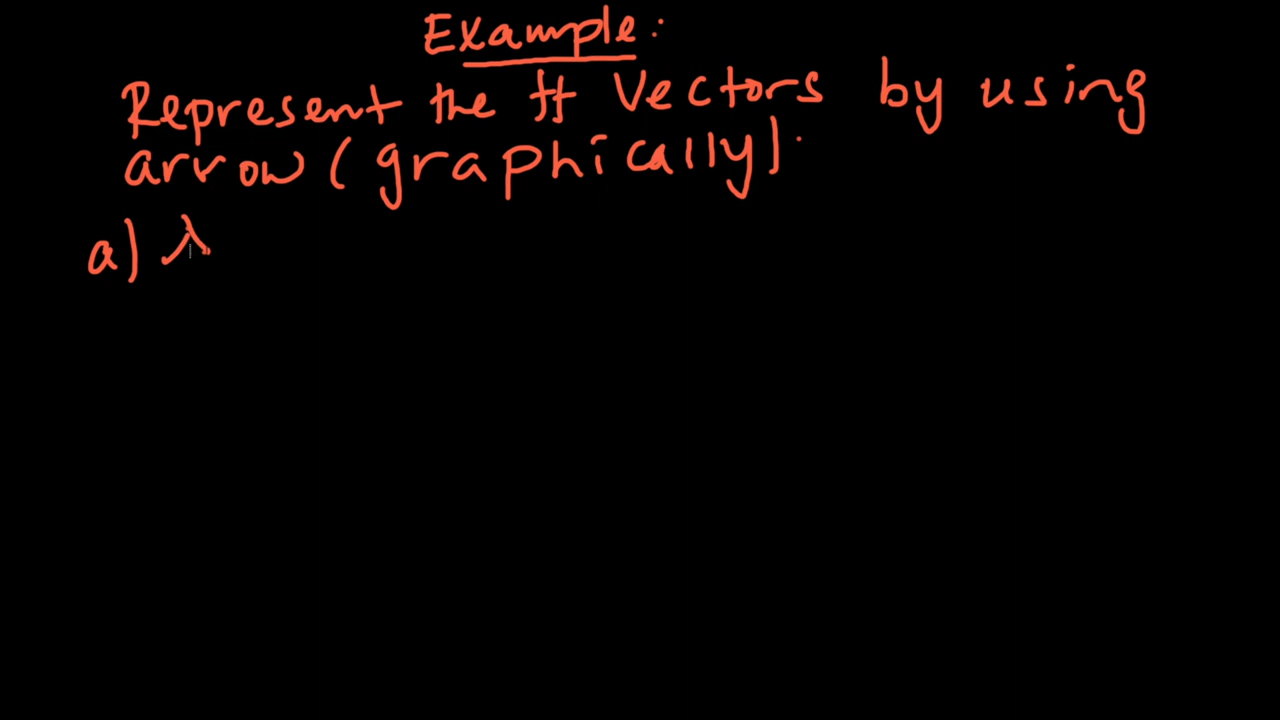 Example:
Represent the ff Vectors by using
arrow (graphically).
a) λ